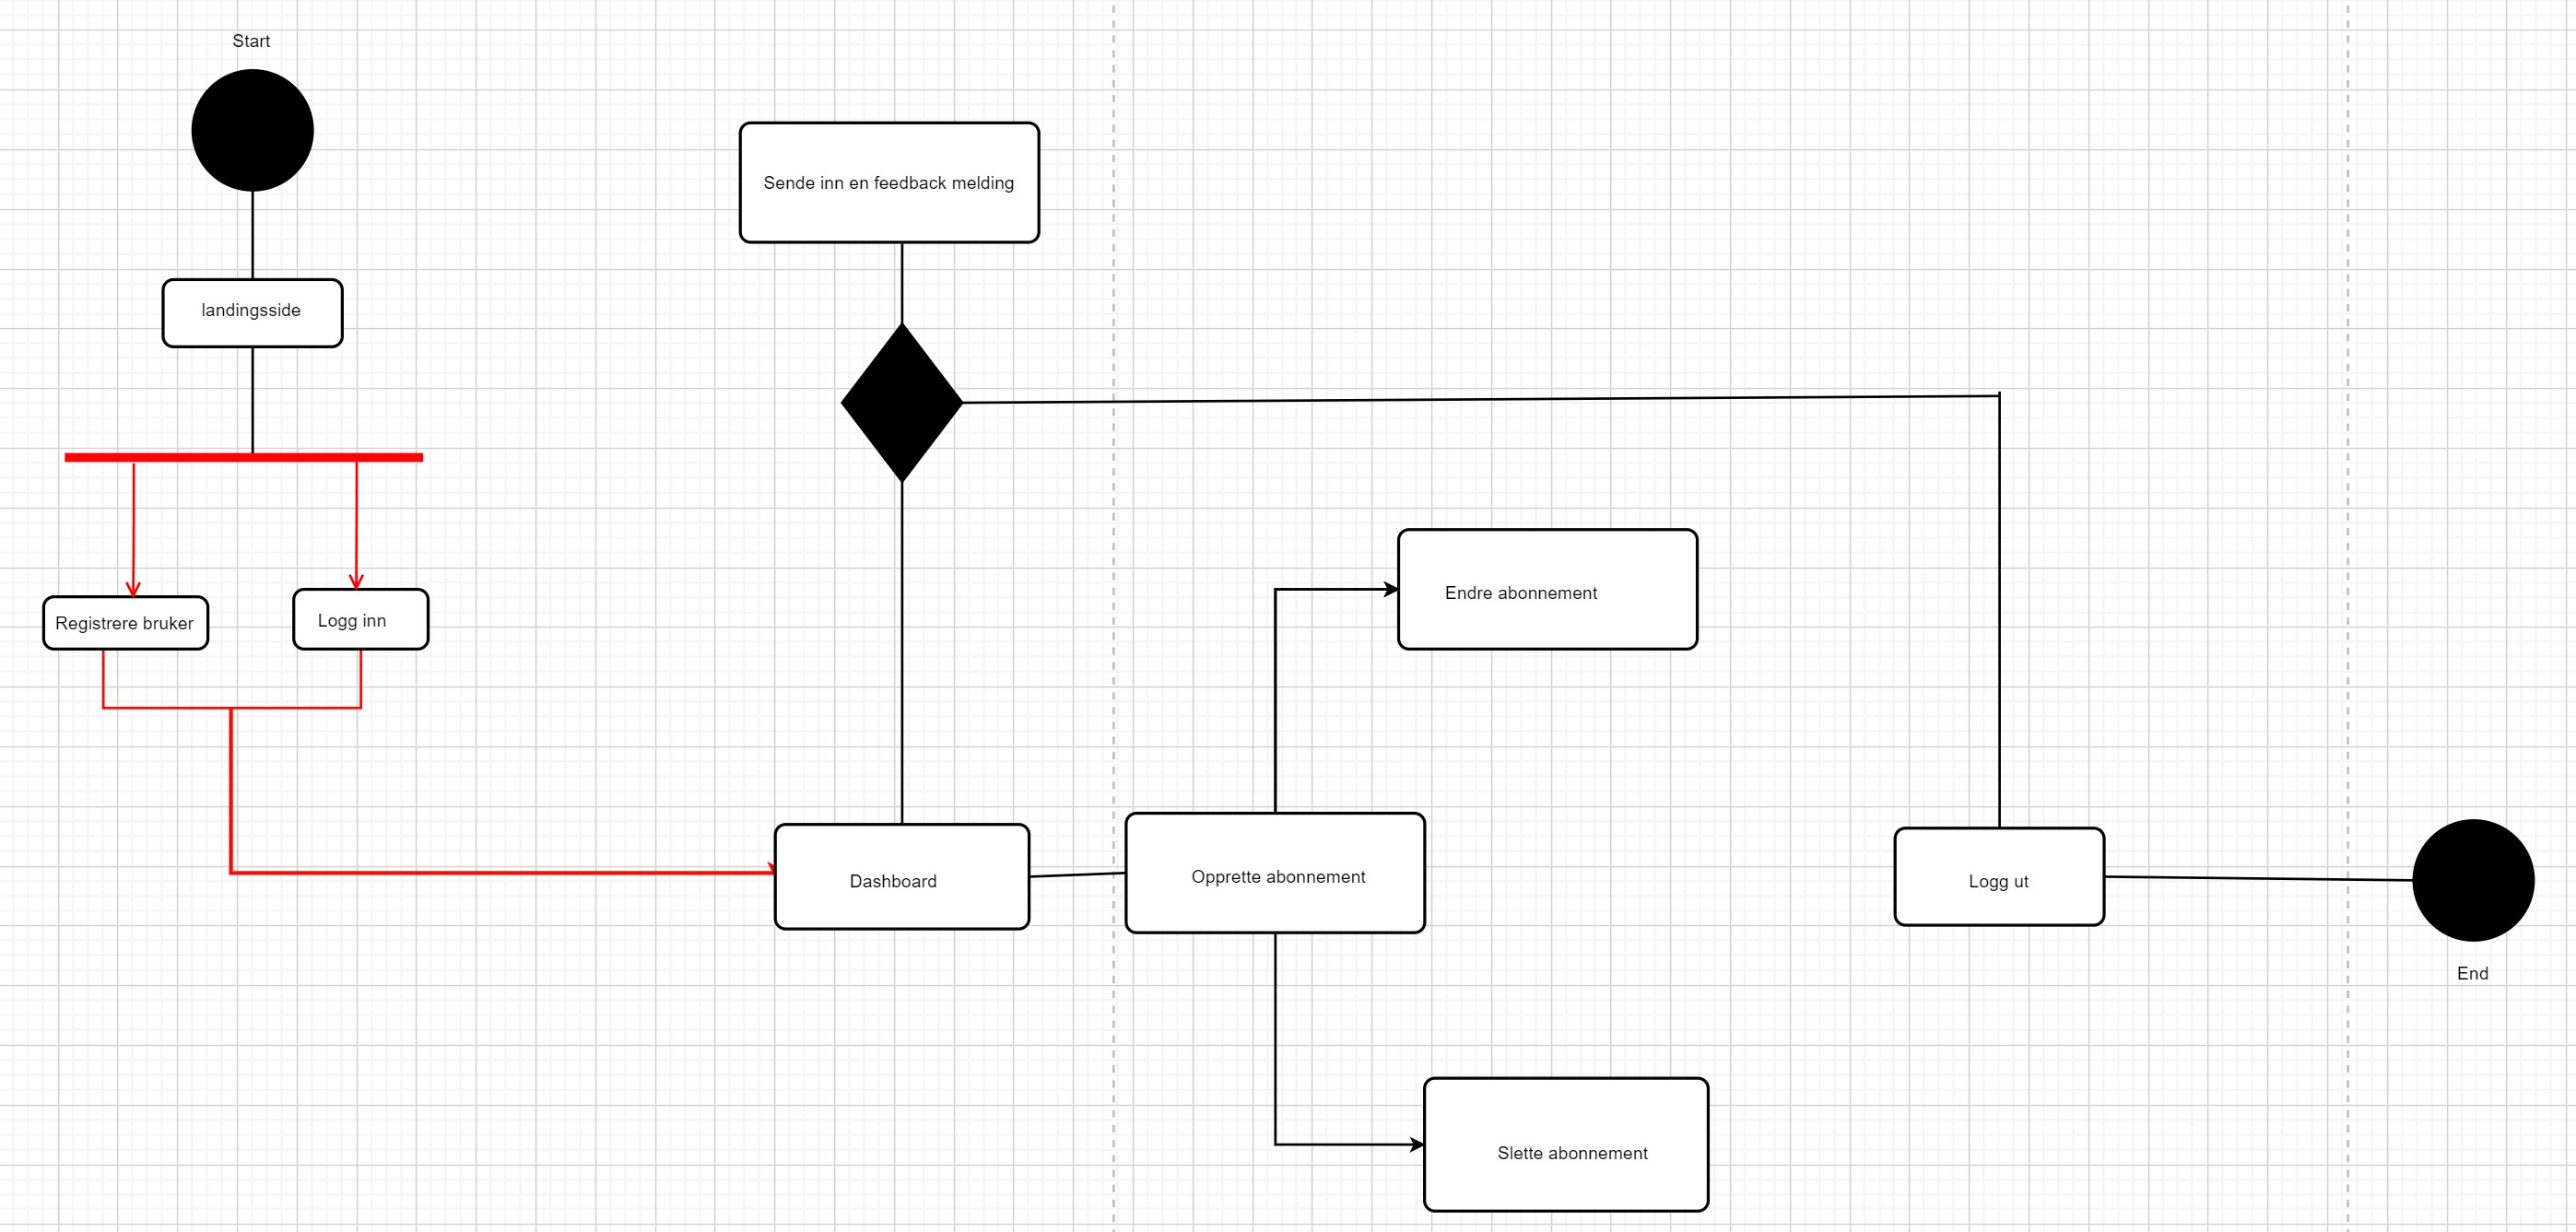 Start
Sende inn en feedback melding
landingsside
Endre abonnement
Registrere bruker
Logg inn
Dashboard
Opprette abonnement
Logg ut
End
Slette abonnement